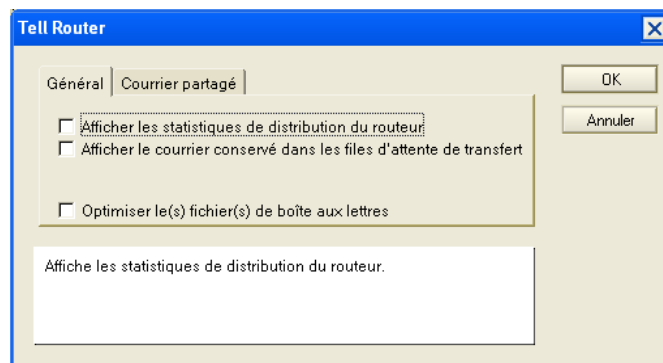 Tell Router
Général Courrier partagé
OK
Annuler
Afficher les statistiques de distribution du routeur
Afficher le courrier conservé dans les files d'attente de transfert
Optimiser le(s) fichier(s) de boîte aux lettres
Affiche les statistiques de distribution du routeur.